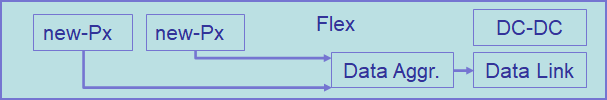 new-Px new-Px Flex DC-DC
Data Aggr. Data Link